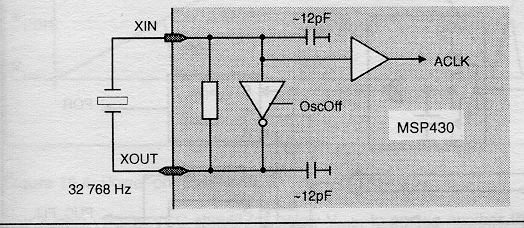 ~12pF
XIN
ACLK
OscOff
MSP430
XOUT
32 768 Hz
~12pF